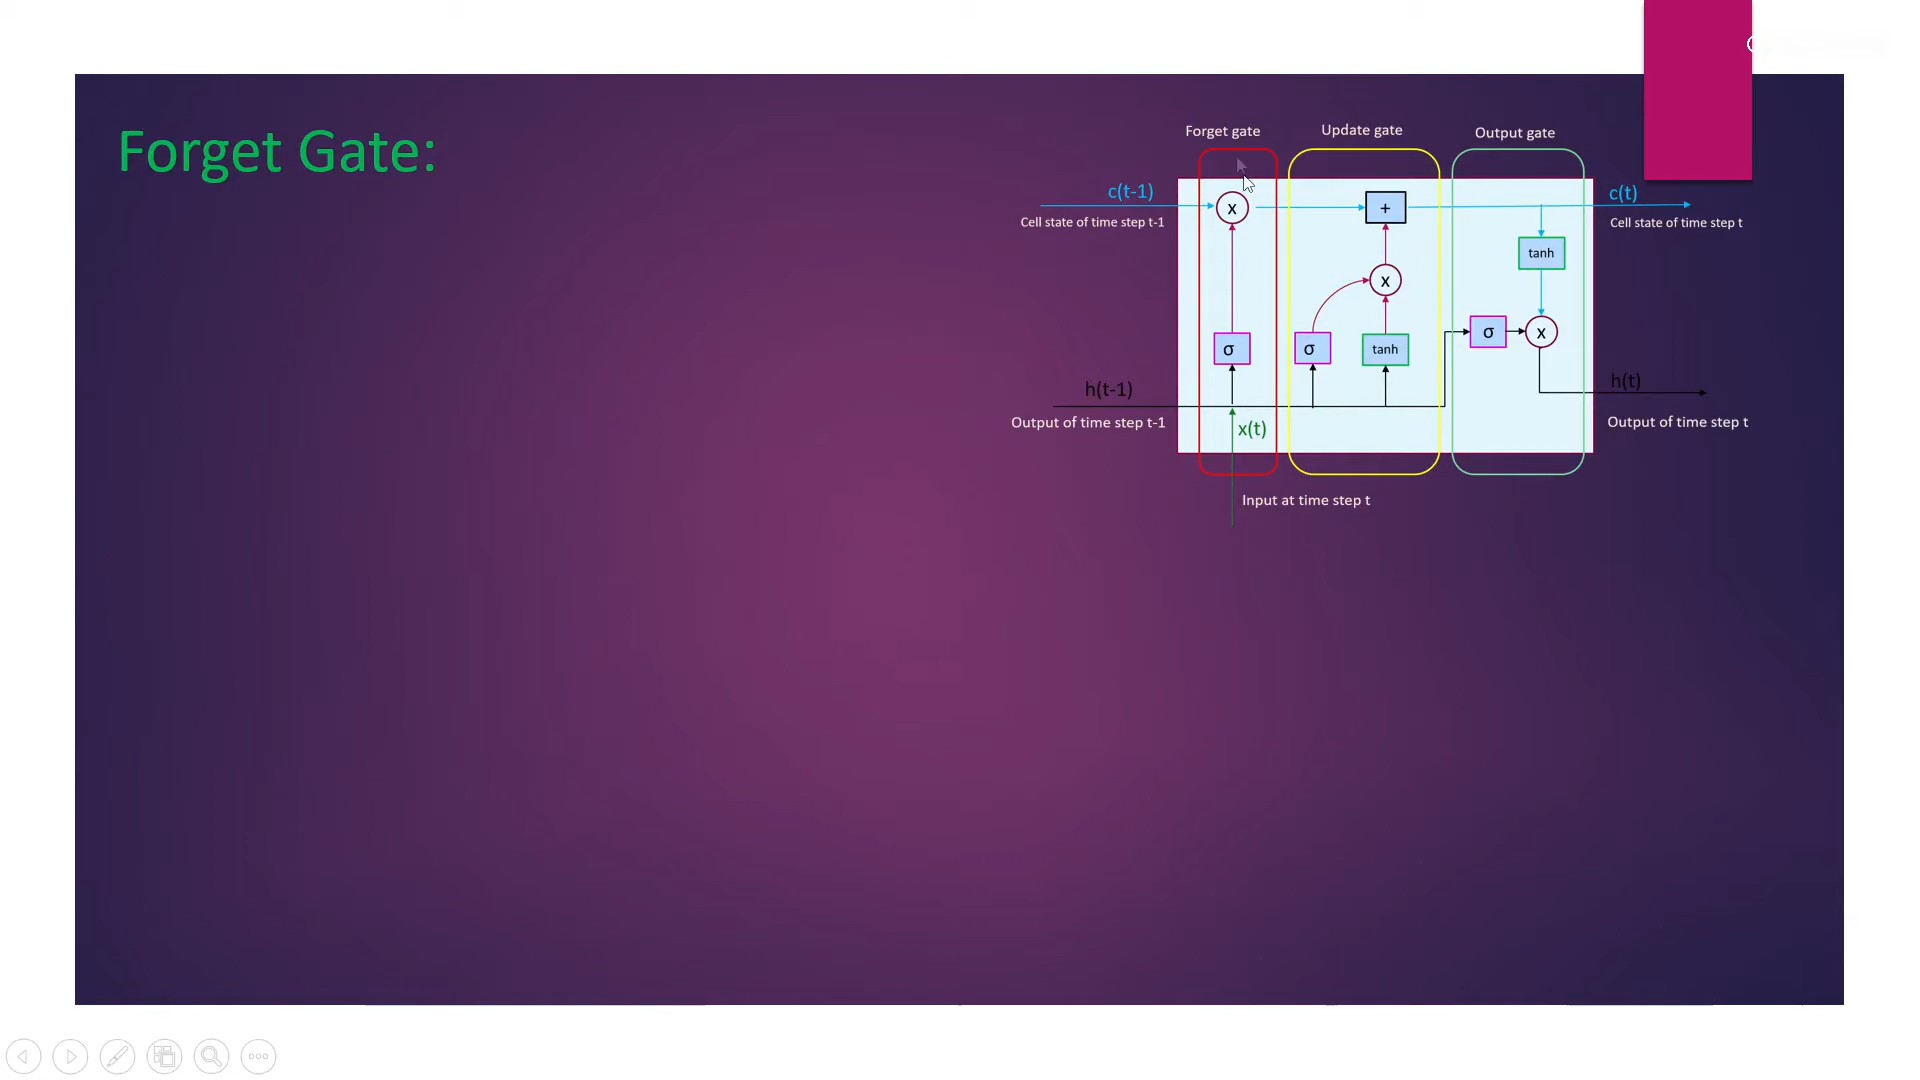 Forget Gate:
Forget gate
Update gate
Output gate
c(t-1)
c(t)
x
+
Cell state of time step t-1
Cell state of time step t
tanh
x
σ
x
σ
σ
tanh
h(t-1)
h(t)
Output of time step t-1
x(t)
Output of time step t
Input at time step t